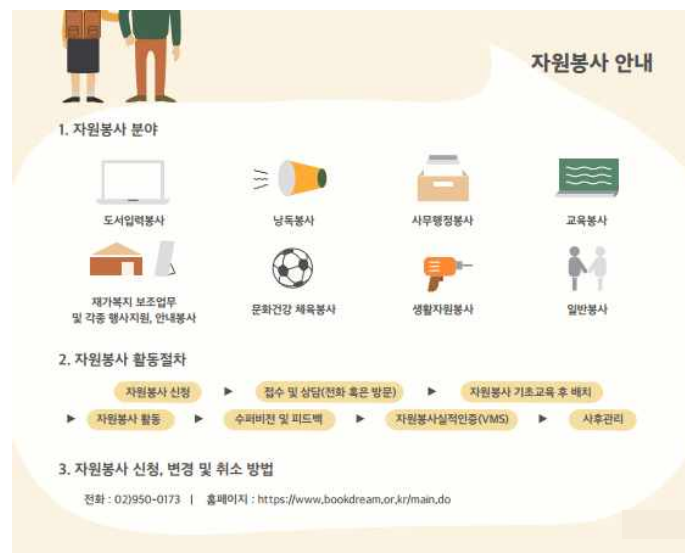 자원봉사 안내
1. 자원봉사 분야
도서입력봉사
낭독봉사
사무행정봉사
교육봉사
재가복지 보조업무
및 각종 행사지원, 안내봉사
문화건강 체육봉사
생활자원봉사
일반봉사
2. 자원봉사 활동절차
자원봉사 신청 ▶ 접수 및 상담(전화 혹은 방문) ▶ 자원봉사 기초교육 후 배치
▶ 자원봉사 활동 ▶ 수퍼비전 및 피드백 ▶ 자원봉사실적인증(VMS) ▶ 사후관리
3. 자원봉사 신청, 변경 및 취소 방법
전화 : 02)950-0173 | 홈페이지 : https://www.bookdream.or.kr/main.do